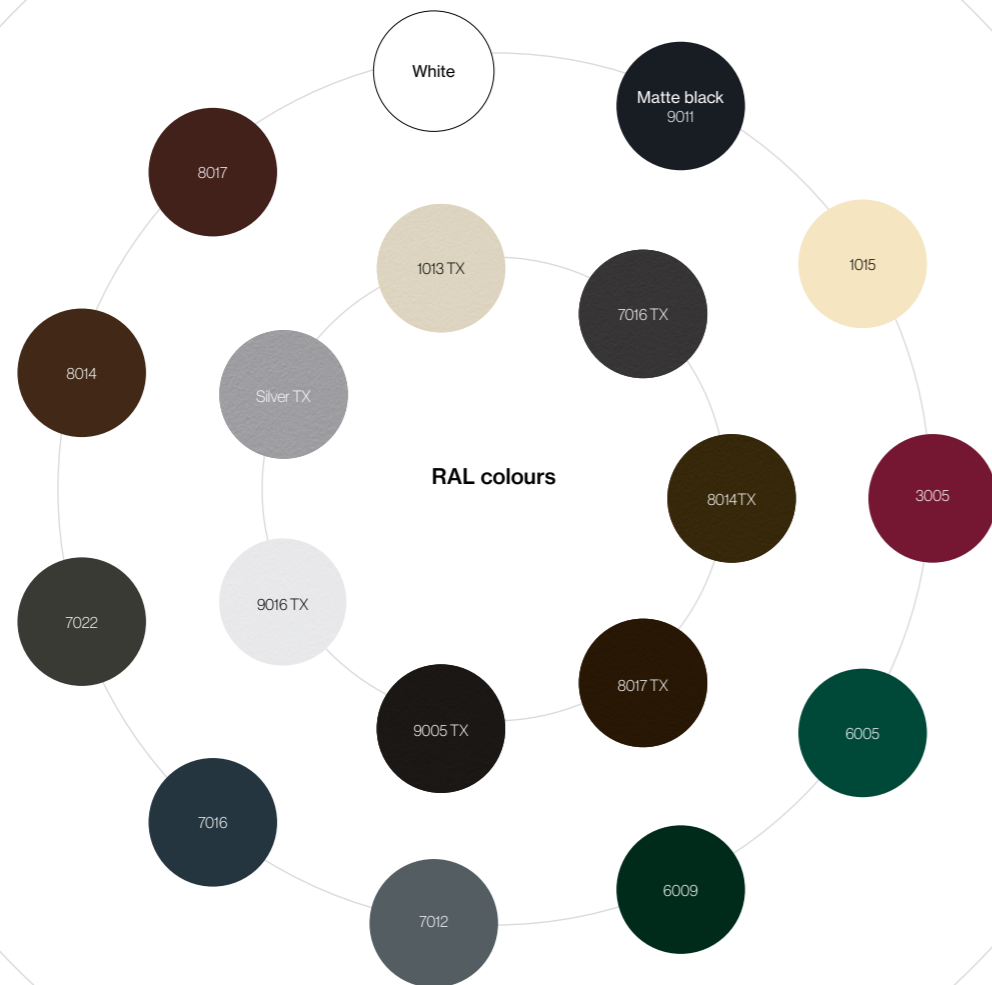 White
Matte black
9011
8017
1015
1013 TX
7016 TX
8014
Silver TX
RAL colours
8014TX
3005
9016 TX
7022
8017 TX
9005 TX
6005
7016
6009
7012